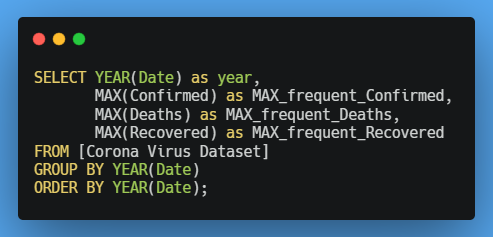 SELECT YEAR(Date) as year,
MAX(Confirmed) as MAX_frequent_Confirmed,
MAX(Deaths) as MAX_frequent_Deaths,
MAX(Recovered) as MAX_frequent_Recovered
FROM [Corona Virus Dataset]
GROUP BY YEAR(Date)
ORDER BY YEAR(Date);